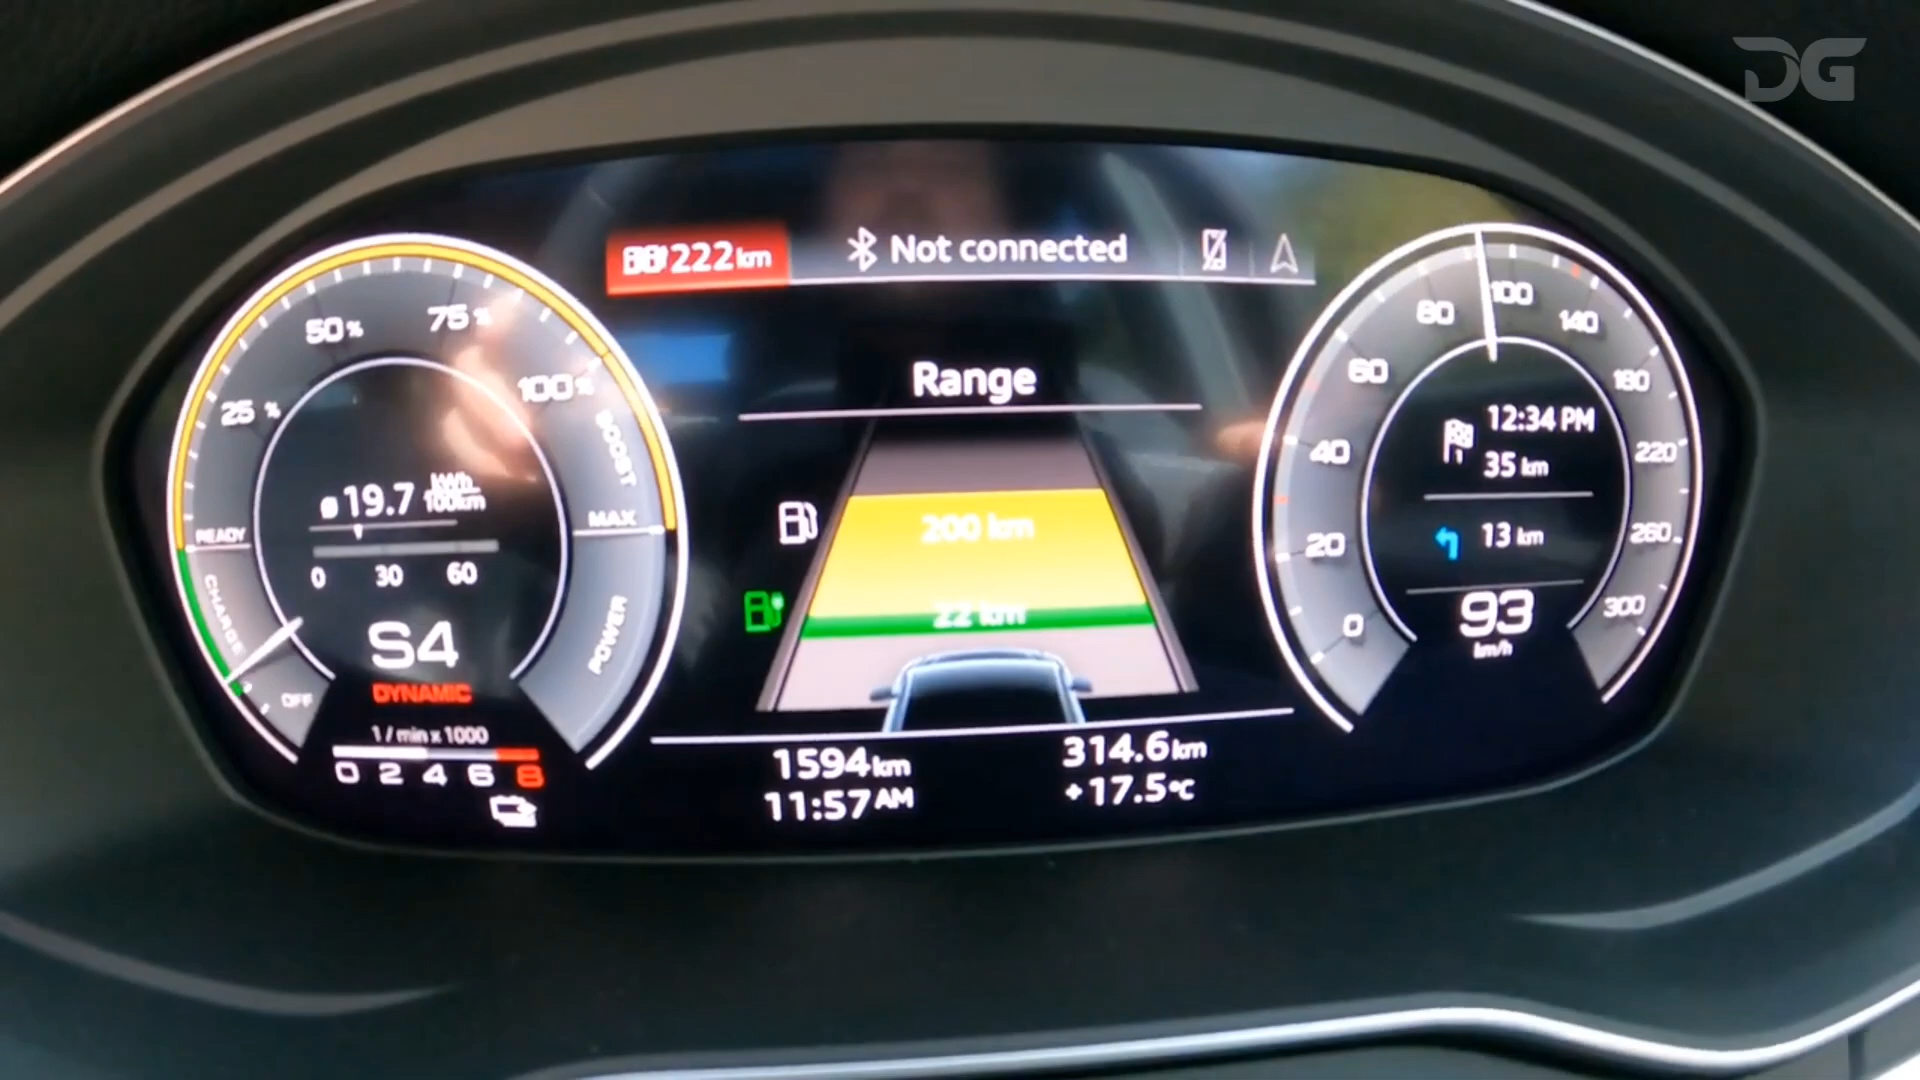 DG
222 km
Not connected
Range
200 km
22 km
1594 km
11:57 AM
314.6 km
+17.5 °C
25 %
50 %
75 %
100 %
BOOST
MAX
POWER
READY
CHARGE
OFF
ø 19.7 kWh/100km
0 30 60
S4
DYNAMIC
1 / min x 1000
0 2 4 6 8
0
20
40
60
80
100
140
180
220
260
300
12:34 PM
1
35 km
13 km
93
km/h